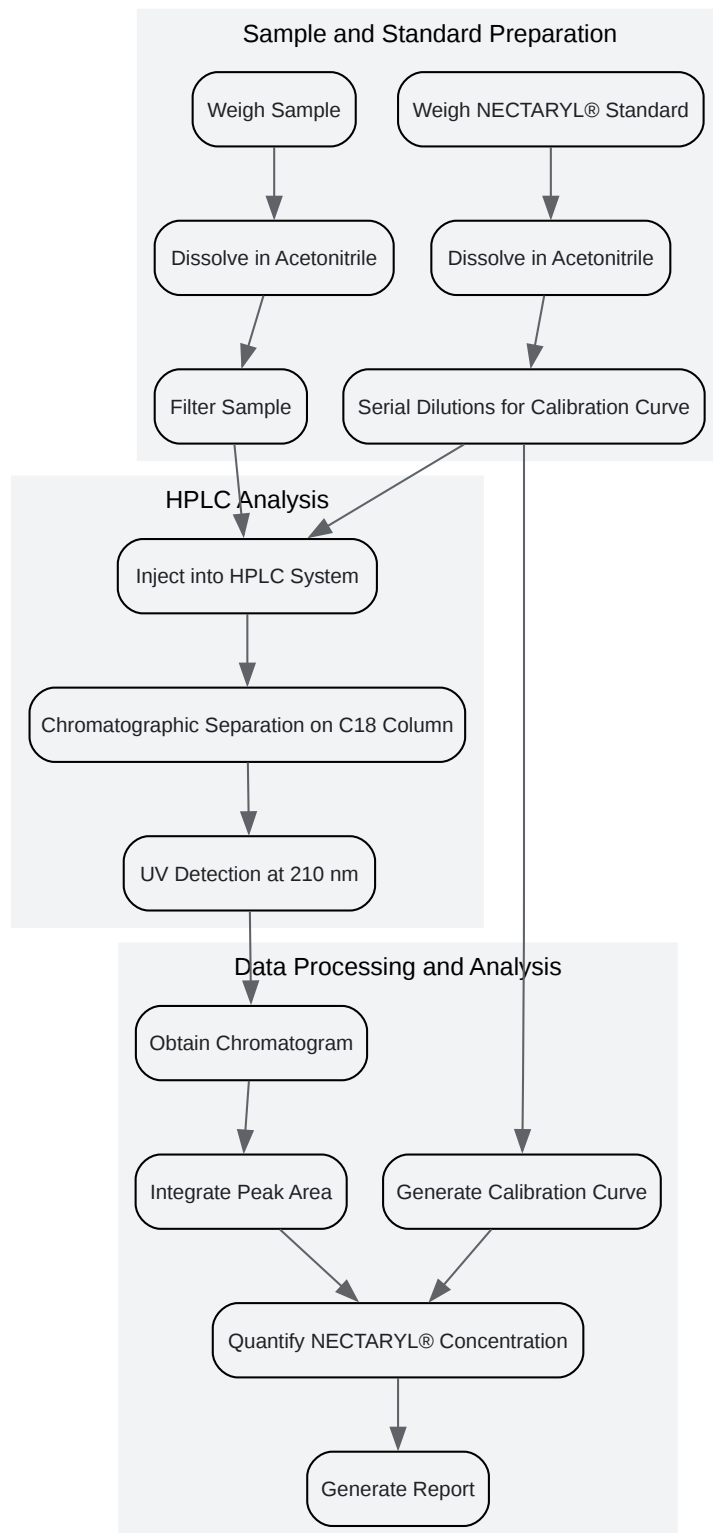 Sample and Standard Preparation
Weigh Sample
Weigh NECTARYL® Standard
Dissolve in Acetonitrile
Dissolve in Acetonitrile
Filter Sample
Serial Dilutions for Calibration Curve
HPLC Analysis
Inject into HPLC System
Chromatographic Separation on C18 Column
UV Detection at 210 nm
Data Processing and Analysis
Obtain Chromatogram
Integrate Peak Area
Generate Calibration Curve
Quantify NECTARYL® Concentration
Generate Report